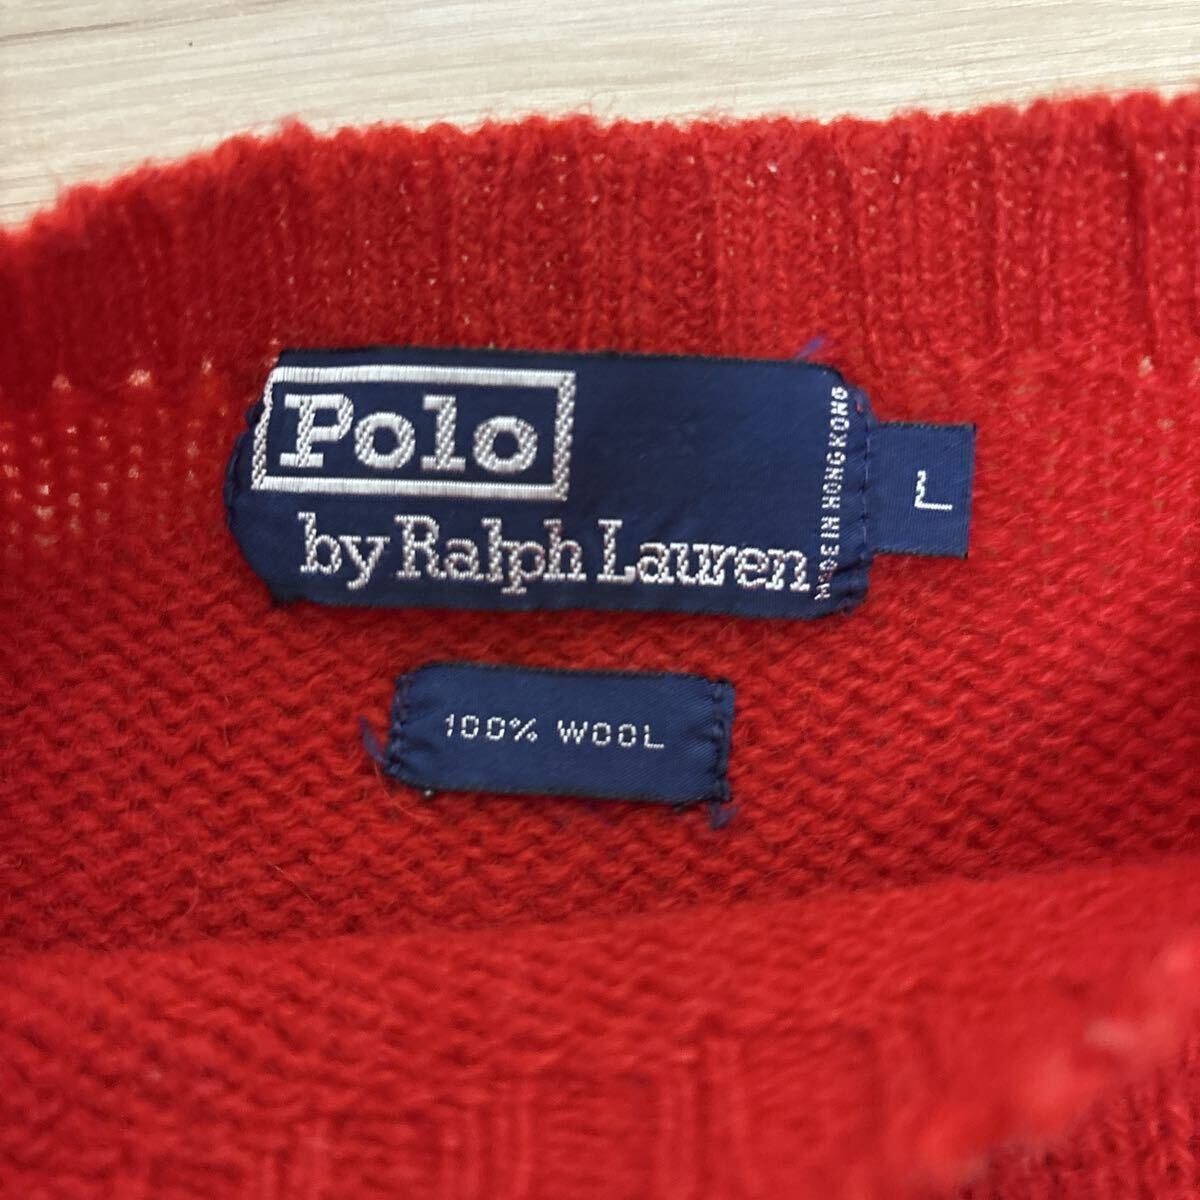 Polo
by Ralph Lauren
MADE IN HONG KONG
L
100% WOOL